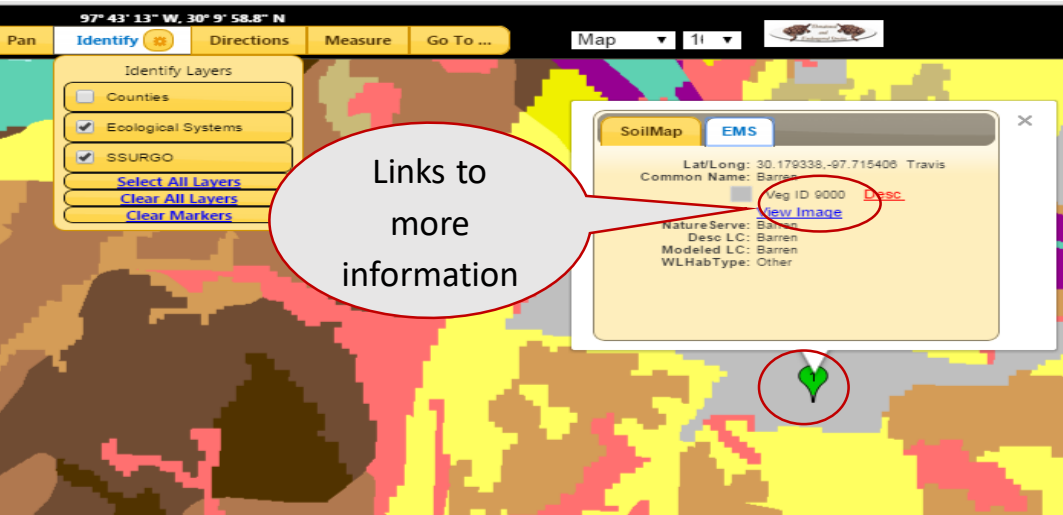 97° 43' 13" W, 30° 9' 58.8" N
Pan Identify Directions Measure Go To ...
Map
Identify Layers
Counties
Ecological Systems
SSURGO
Select All Layers
Clear All Layers
Clear Markers
Links to
more
information
SoilMap EMS
Lat/Long: 30.179338,-97.715406 Travis
Common Name: Barren
Veg ID 9000 Desc.
View Image
NatureServe: Barren
Desc LC: Barren
Modeled LC: Barren
WLHabType: Other